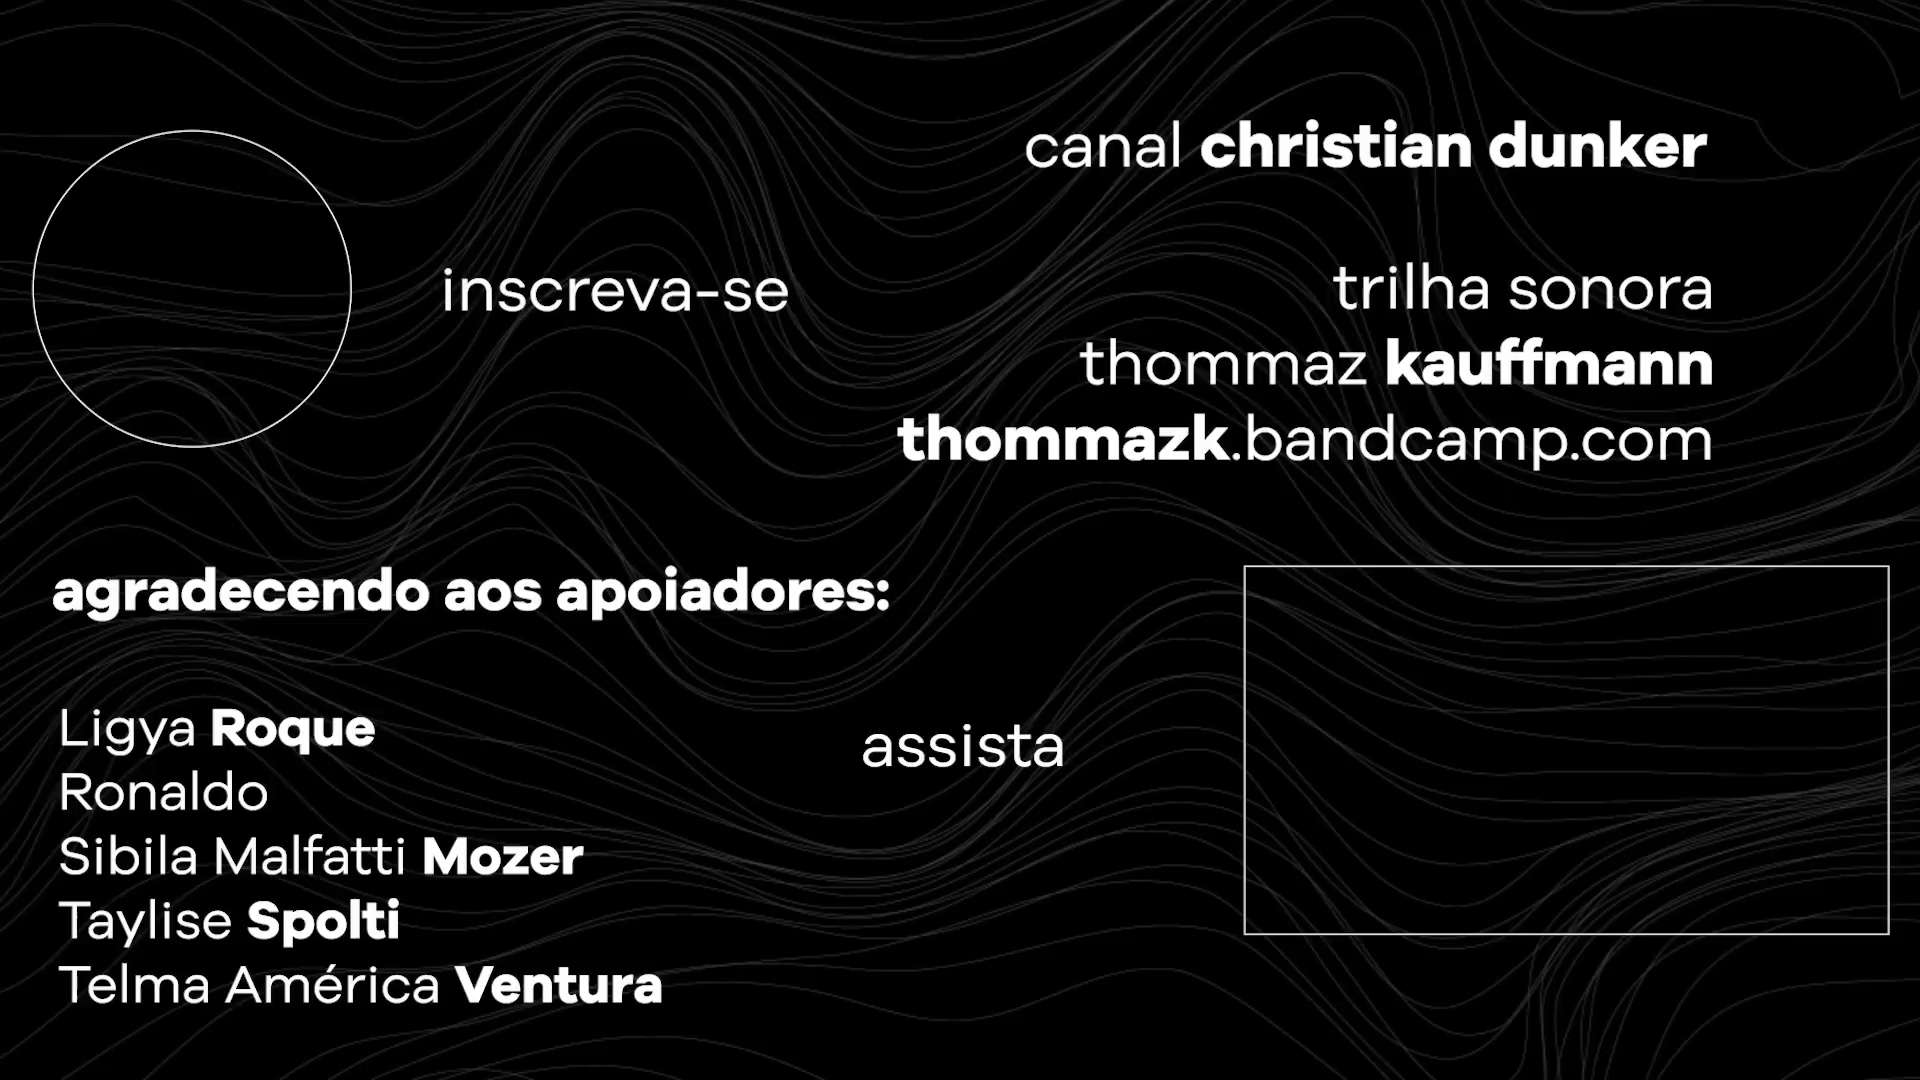 canal christian dunker
inscreva-se
trilha sonora
thommaz kauffmann
thommazk.bandcamp.com
agradecendo aos apoiadores:
Ligya Roque
Ronaldo
Sibila Malfatti Mozer
Taylise Spolti
Telma América Ventura
assista